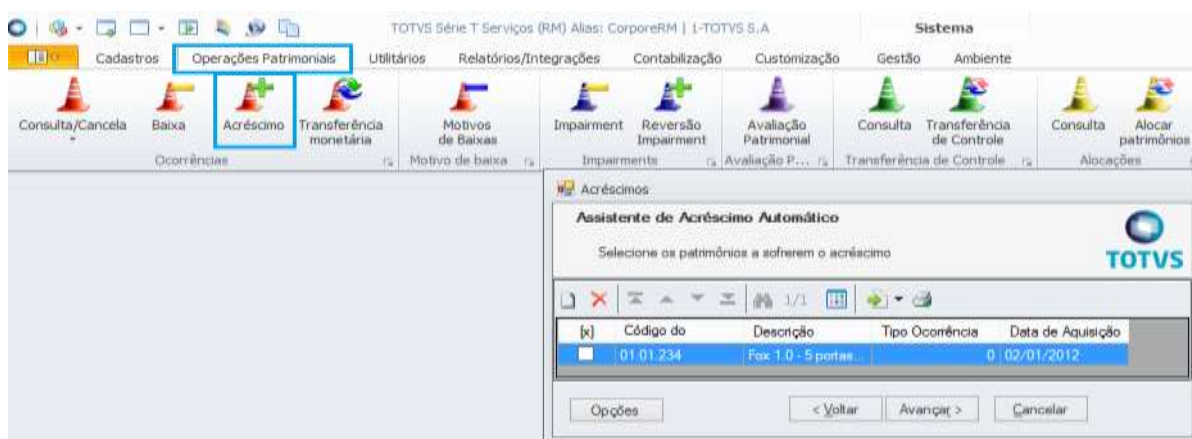 TOTVS Série T Serviços (RM) Alias: CorporeRM | 1-TOTVS S.A
Sistema
Cadastros Operações Patrimoniais Utilitários Relatórios/Integrações Contabilização Customização Gestão Ambiente
Consulta/Cancela Baixa Acréscimo Transferência monetária Motivos de Baixas Impairment Reversão Impairment Avaliação Patrimonial Consulta Transferência de Controle Consulta Alocar patrimônios
Ocorrências Motivo de baixa Impairments Avaliação P... Transferência de Controle Alocações
Acréscimos
Assistente de Acréscimo Automático
Selecione os patrimônios a sofrerem o acréscimo
TOTVS
1/1
[x] Código do Descrição Tipo Ocorrência Data de Aquisição
01.01.234 Fox 1.0 - 5 portas... 0 02/01/2012
Opções < Voltar Avançar > Cancelar